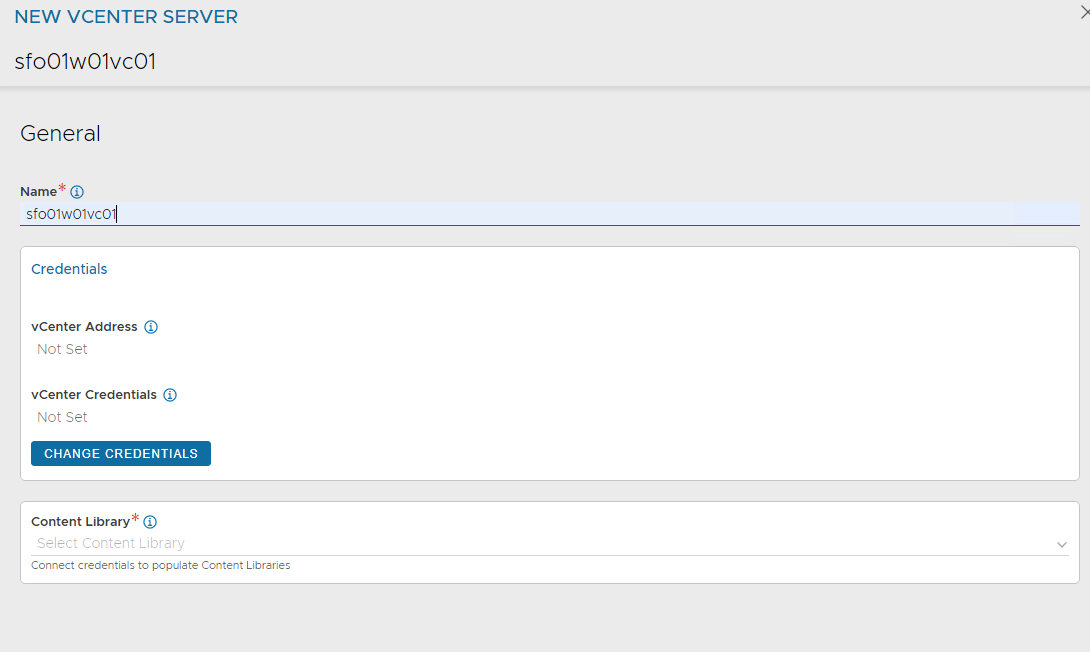 NEW VCENTER SERVER
sfo01w01vc01
General
Name*
sfo01w01vc01
Credentials
vCenter Address
Not Set
vCenter Credentials
Not Set
CHANGE CREDENTIALS
Content Library*
Select Content Library
Connect credentials to populate Content Libraries